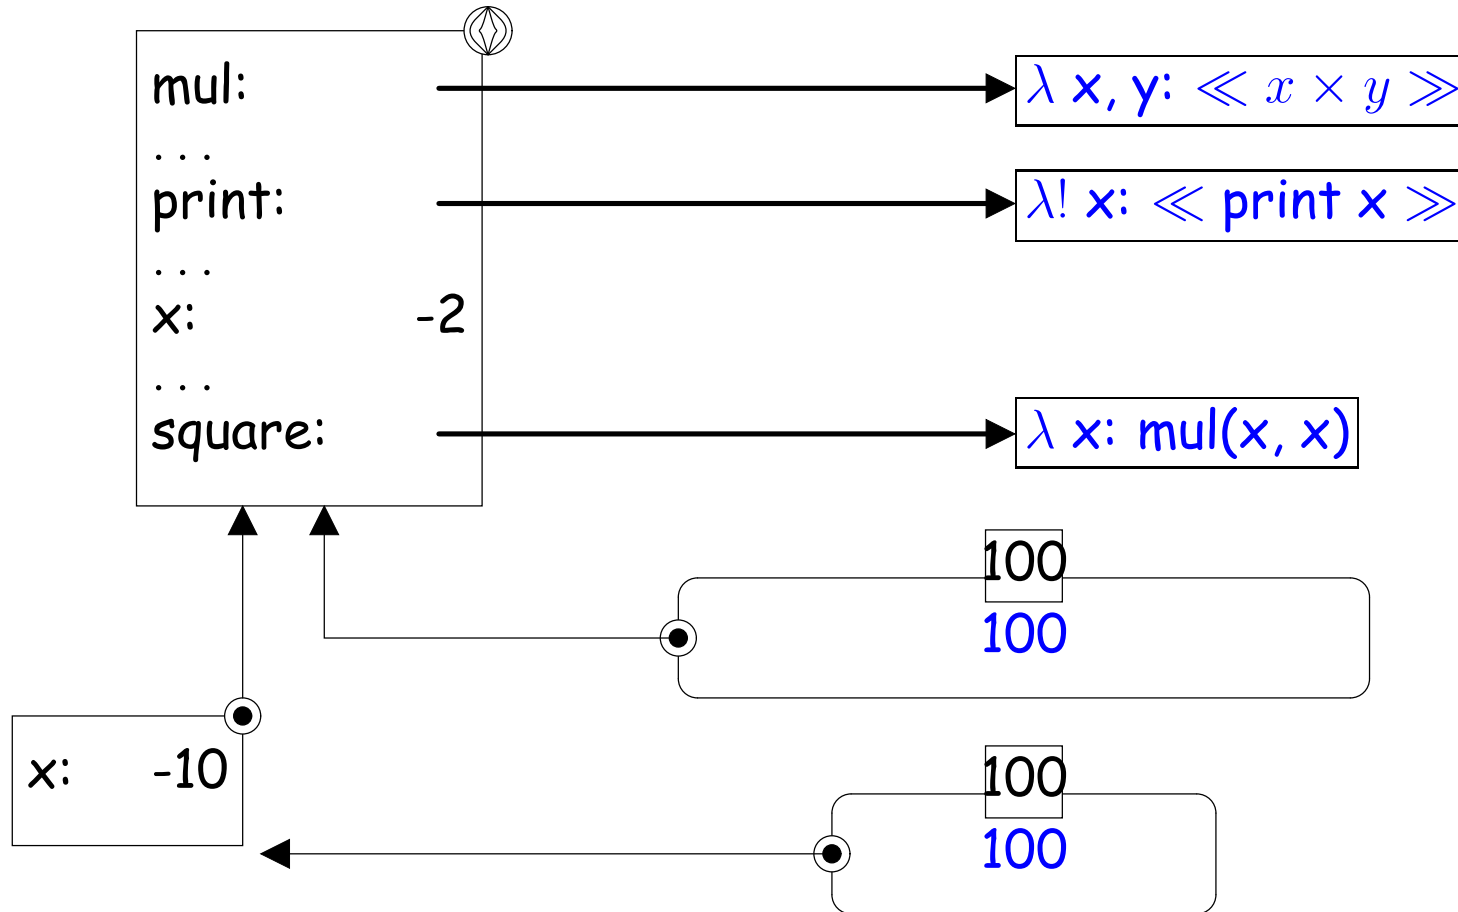 mul: λ x, y: ≪ x × y ≫
. . .
print: λ! x: ≪ print x ≫
. . .
x: -2
. . .
square: λ x: mul(x, x)
100
100
x: -10
100
100